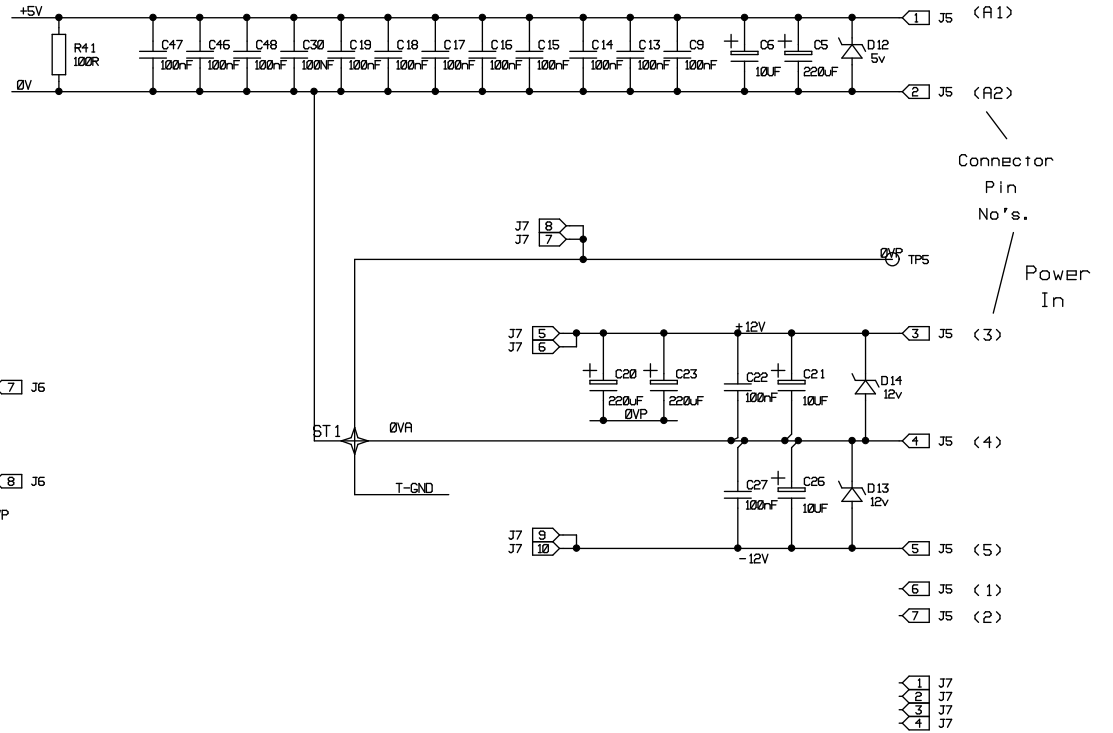 +5V
1 J5 (A1)
R41
100R
C47
100nF
C46
100nF
C48
100nF
C30
100NF
C19
100nF
C18
100nF
C17
100nF
C16
100nF
C15
100nF
C14
100nF
C13
100nF
C9
100nF
C6
10UF
C5
220uF
D12
5v
0V
2 J5 (A2)
Connector
Pin
No's.
J7 8
J7 7
0VP TP5
Power
In
J7 5
J7 6
+12V
3 J5 (3)
7 J6
C20
220uF
C23
220uF
0VP
C22
100nF
C21
10UF
D14
12v
ST1
0VA
4 J5 (4)
8 J6
T-GND
C27
100nF
C26
10UF
D13
12v
VP
J7 9
J7 10
-12V
5 J5 (5)
6 J5 (1)
7 J5 (2)
1 J7
2 J7
3 J7
4 J7